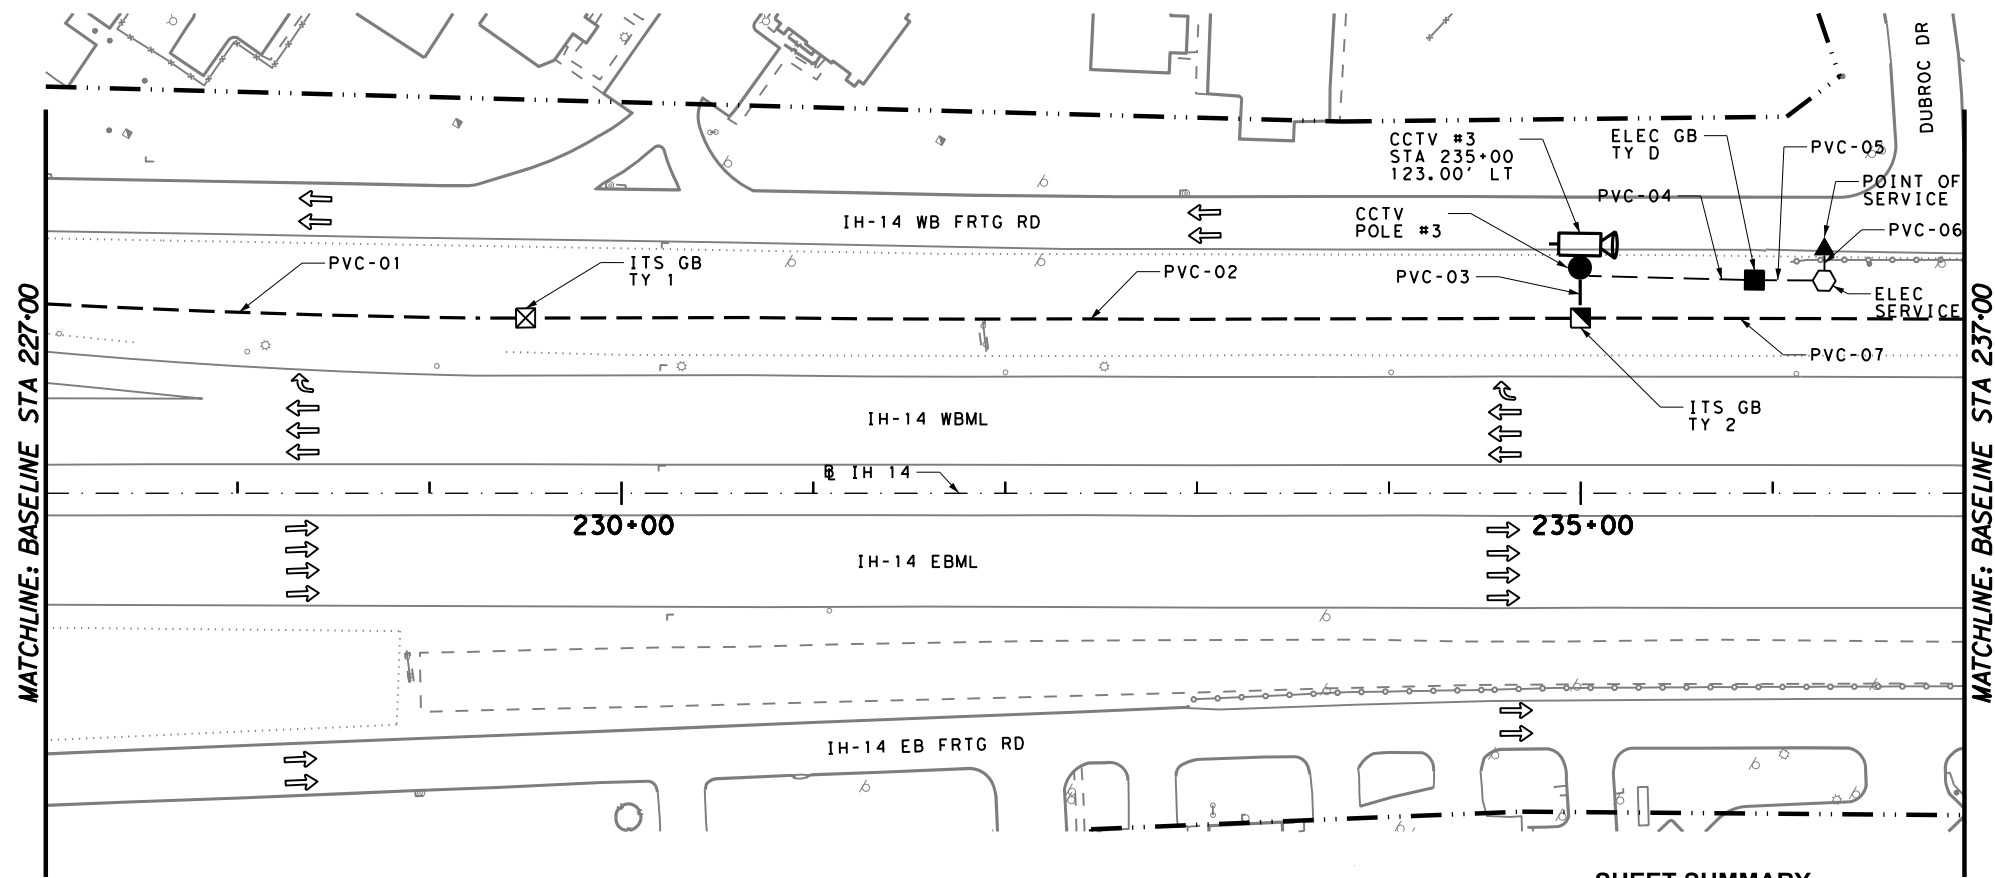 DUBROC DR
CCTV #3
STA 235+00
123.00' LT
ELEC GB
TY D
PVC-05
PVC-04
POINT OF
SERVICE
IH-14 WB FRTG RD
CCTV
POLE #3
PVC-06
PVC-01
ITS GB
TY 1
PVC-02
PVC-03
ELEC
SERVICE
PVC-07
ITS GB
TY 2
MATCHLINE: BASELINE STA 227+00
MATCHLINE: BASELINE STA 237+00
IH-14 WBML
BL IH 14
230+00
235+00
IH-14 EBML
IH-14 EB FRTG RD
SHEET SUMMARY